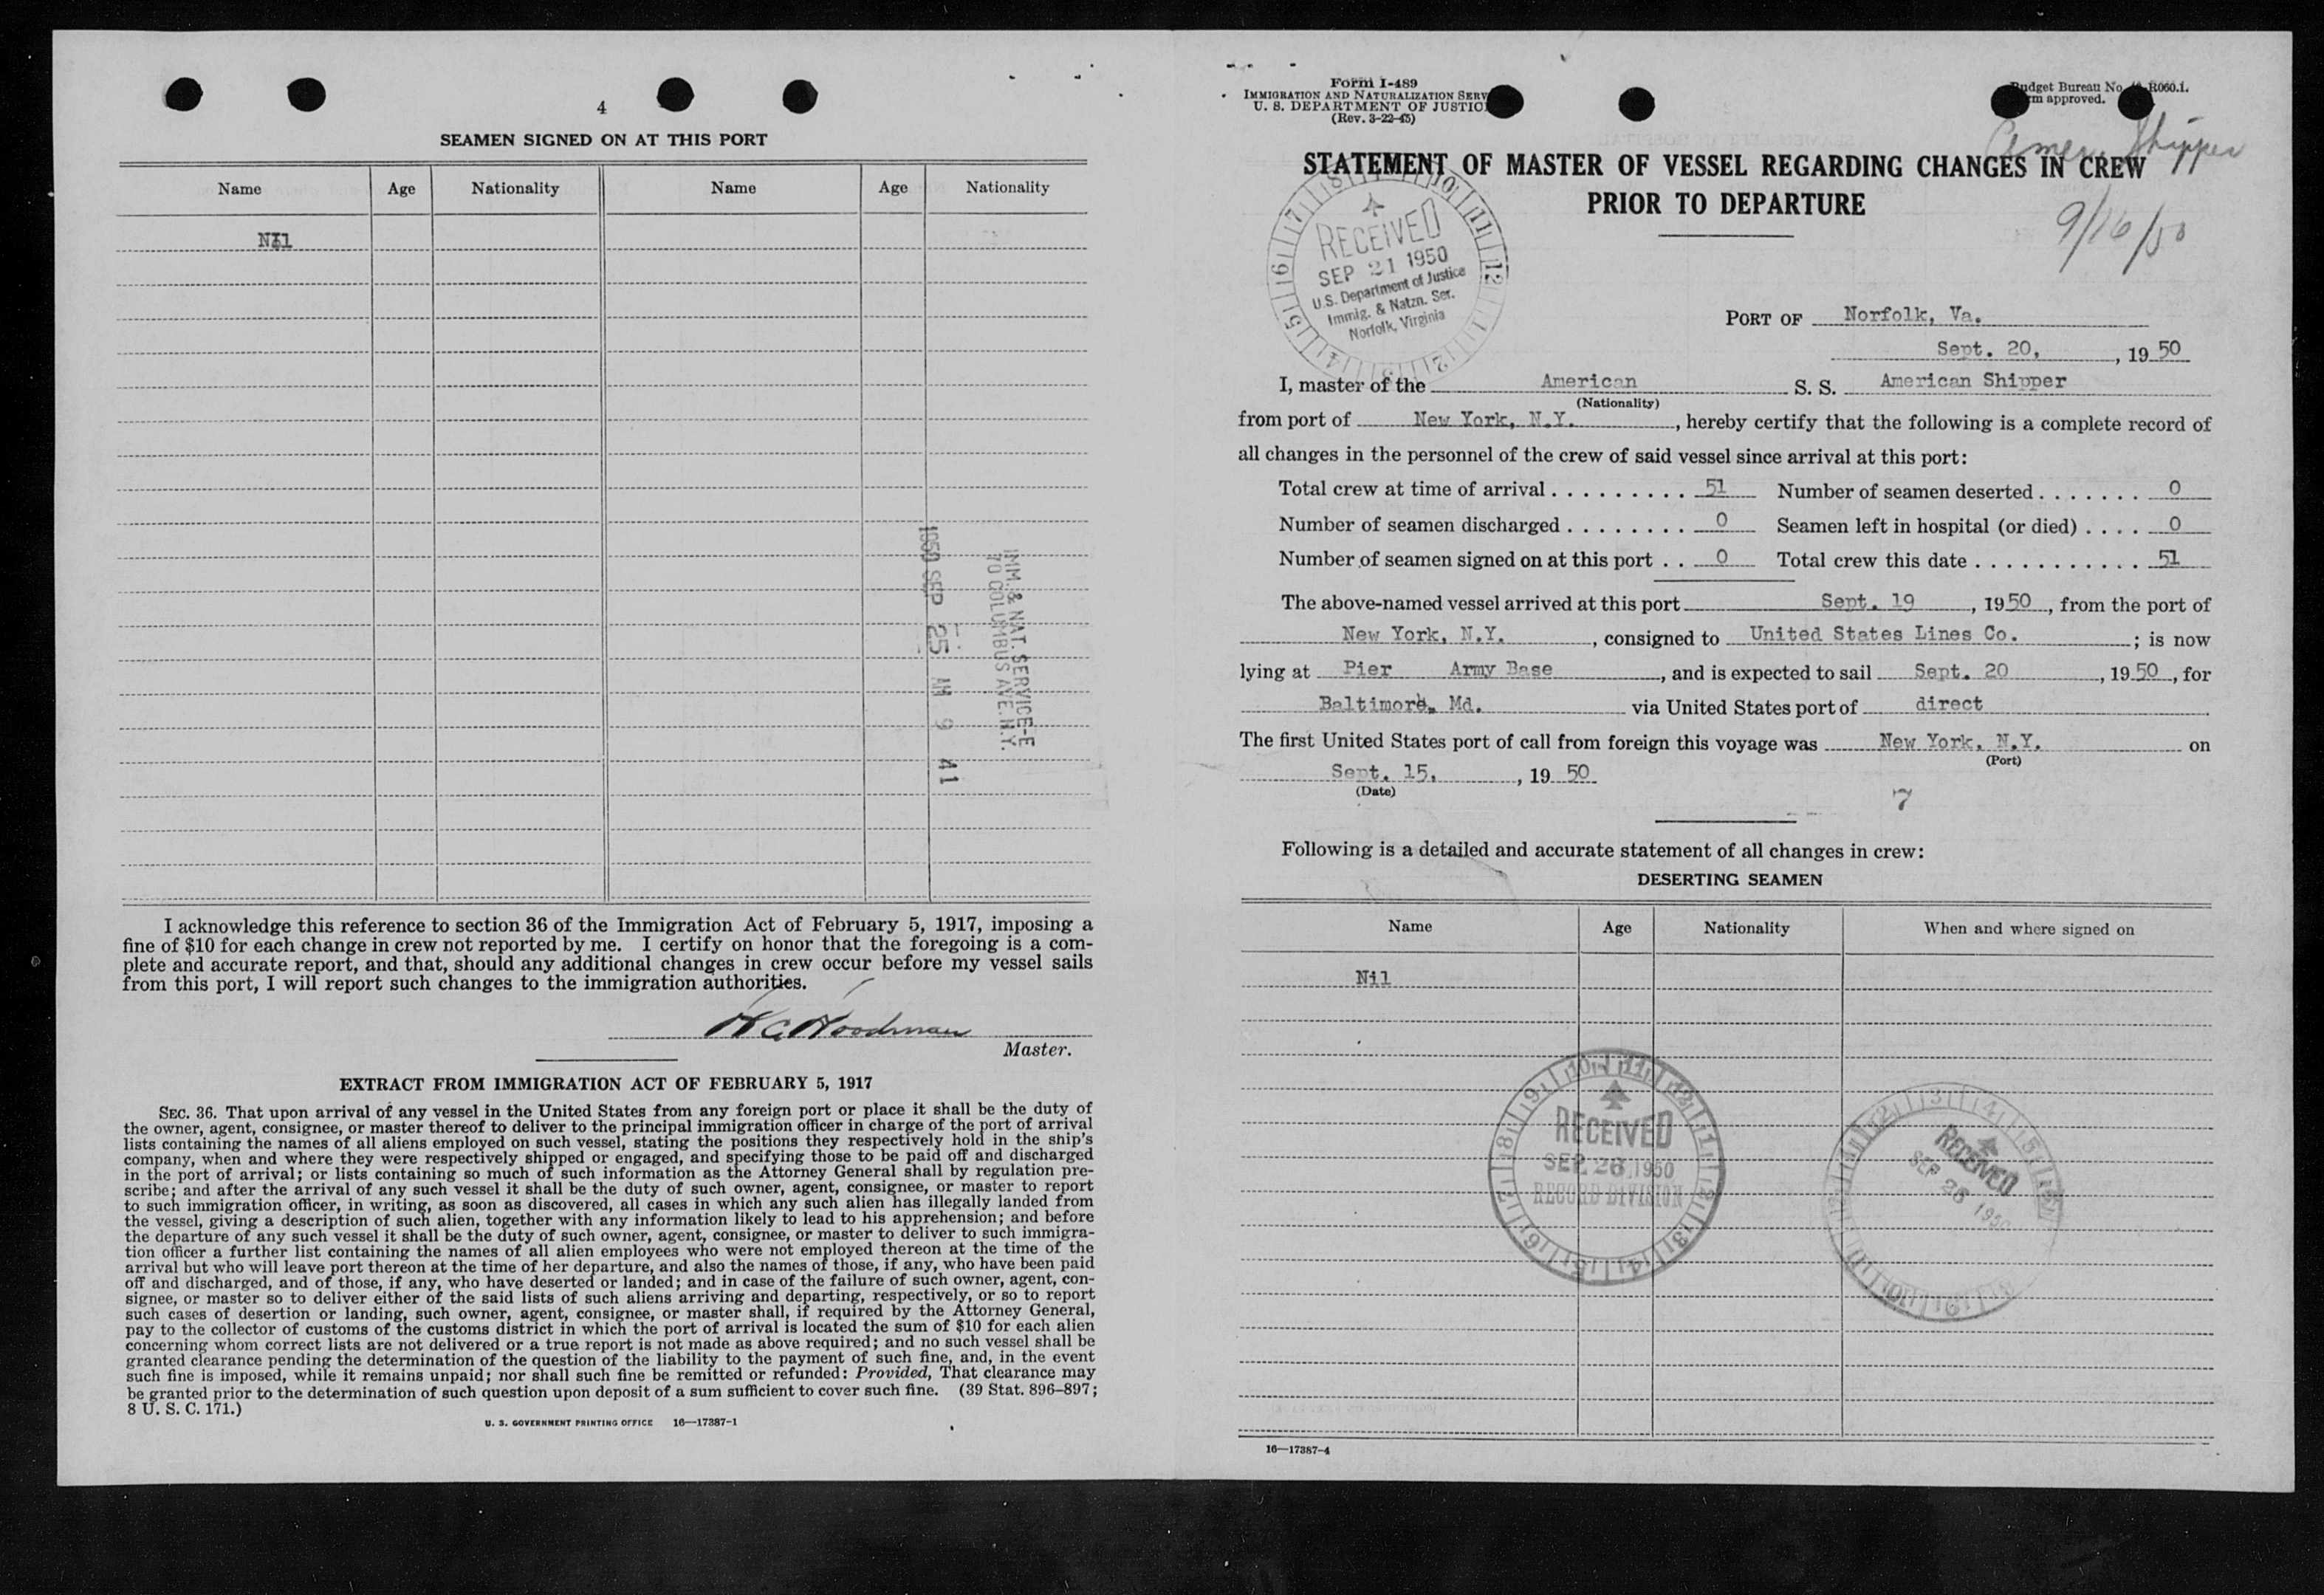 4
SEAMEN SIGNED ON AT THIS PORT
Name Age Nationality Name Age Nationality
Nil
1950 SEP 25 AM 9 41
IMM. & NAT. SERVICE-E
70 COLUMBUS AVE. N.Y.
I acknowledge this reference to section 36 of the Immigration Act of February 5, 1917, imposing a
fine of $10 for each change in crew not reported by me. I certify on honor that the foregoing is a com-
plete and accurate report, and that, should any additional changes in crew occur before my vessel sails
from this port, I will report such changes to the immigration authorities.
Master.
EXTRACT FROM IMMIGRATION ACT OF FEBRUARY 5, 1917
SEC. 36. That upon arrival of any vessel in the United States from any foreign port or place it shall be the duty of
the owner, agent, consignee, or master thereof to deliver to the principal immigration officer in charge of the port of arrival
lists containing the names of all aliens employed on such vessel, stating the positions they respectively hold in the ship's
company, when and where they were respectively shipped or engaged, and specifying those to be paid off and discharged
in the port of arrival; or lists containing so much of such information as the Attorney General shall by regulation pre-
scribe; and after the arrival of any such vessel it shall be the duty of such owner, agent, consignee, or master to report
to such immigration officer, in writing, as soon as discovered, all cases in which any such alien has illegally landed from
the vessel, giving a description of such alien, together with any information likely to lead to his apprehension; and before
the departure of any such vessel it shall be the duty of such owner, agent, consignee, or master to deliver to such immigra-
tion officer a further list containing the names of all alien employees who were not employed thereon at the time of the
arrival but who will leave port thereon at the time of her departure, and also the names of those, if any, who have been paid
off and discharged, and of those, if any, who have deserted or landed; and in case of the failure of such owner, agent, con-
signee, or master so to deliver either of the said lists of such aliens arriving and departing, respectively, or so to report
such cases of desertion or landing, such owner, agent, consignee, or master shall, if required by the Attorney General,
pay to the collector of customs of the customs district in which the port of arrival is located the sum of $10 for each alien
concerning whom correct lists are not delivered or a true report is not made as above required; and no such vessel shall be
granted clearance pending the determination of the question of the liability to the payment of such fine, and, in the event
such fine is imposed, while it remains unpaid; nor shall such fine be remitted or refunded: Provided, That clearance may
be granted prior to the determination of such question upon deposit of a sum sufficient to cover such fine. (39 Stat. 896–897;
8 U. S. C. 171.)
U. S. GOVERNMENT PRINTING OFFICE 16—17387-1
Form I-489
IMMIGRATION AND NATURALIZATION SERV
U. S. DEPARTMENT OF JUSTIC
(Rev. 3-22-45)
Budget Bureau No. R060.1.
approved.
Amer. Shipper
STATEMENT OF MASTER OF VESSEL REGARDING CHANGES IN CREW
PRIOR TO DEPARTURE
9/16/50
RECEIVED
SEP 21 1950
U.S. Department of Justice
Immig. & Natzn. Ser.
Norfolk, Virginia
PORT OF Norfolk, Va.
Sept. 20, , 19 50
I, master of the American S. S. American Shipper
(Nationality)
from port of New York, N.Y. , hereby certify that the following is a complete record of
all changes in the personnel of the crew of said vessel since arrival at this port:
Total crew at time of arrival . . . . . . . . . 51 Number of seamen deserted . . . . . . . 0
Number of seamen discharged . . . . . . . . 0 Seamen left in hospital (or died) . . . . 0
Number of seamen signed on at this port . . 0 Total crew this date . . . . . . . . . . . 51
The above-named vessel arrived at this port Sept. 19 , 19 50 , from the port of
New York, N.Y. , consigned to United States Lines Co. ; is now
lying at Pier Army Base , and is expected to sail Sept. 20 , 19 50 , for
Baltimore, Md. via United States port of direct
The first United States port of call from foreign this voyage was New York, N.Y. on
(Port)
Sept. 15, , 19 50
(Date)
7
Following is a detailed and accurate statement of all changes in crew:
DESERTING SEAMEN
Name Age Nationality When and where signed on
Nil
RECEIVED
SEP 26 1950
RECORD DIVISION
RECEIVED
SEP 26 1950
16—17387-4